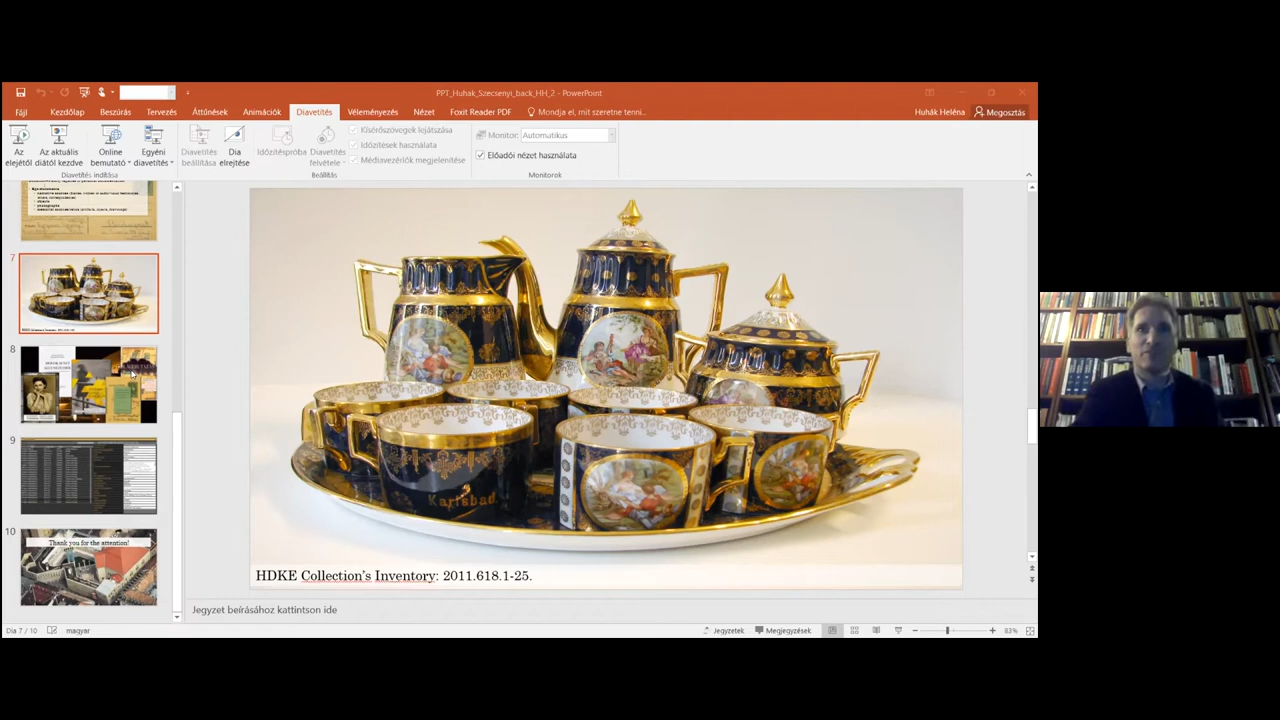 PPT_Huhak_Szecsenyi_back_HH_2 - PowerPoint
Fájl Kezdőlap Beszúrás Tervezés Áttűnések Animációk Diavetítés Véleményezés Nézet Foxit Reader PDF Mondja el, mit szeretne tenni... Huhák Heléna Megosztás
Az elejétől
Az aktuális diától kezdve
Online bemutató
Egyéni diavetítés
Diavetítés indítása
Diavetítés beállítása
Dia elrejtése
Időzítéspróba
Diavetítés felvétele
Kísérőszövegek lejátszása
Időzítések használata
Médiavezérlők megjelenítése
Beállítás
Monitor: Automatikus
Előadói nézet használata
Monitorok
7
8
9
10
Thank you for the attention!
Karlsbad
HDKE Collection's Inventory: 2011.618.1-25.
Jegyzet beírásához kattintson ide
Dia 7 / 10 magyar Jegyzetek Megjegyzések 83%